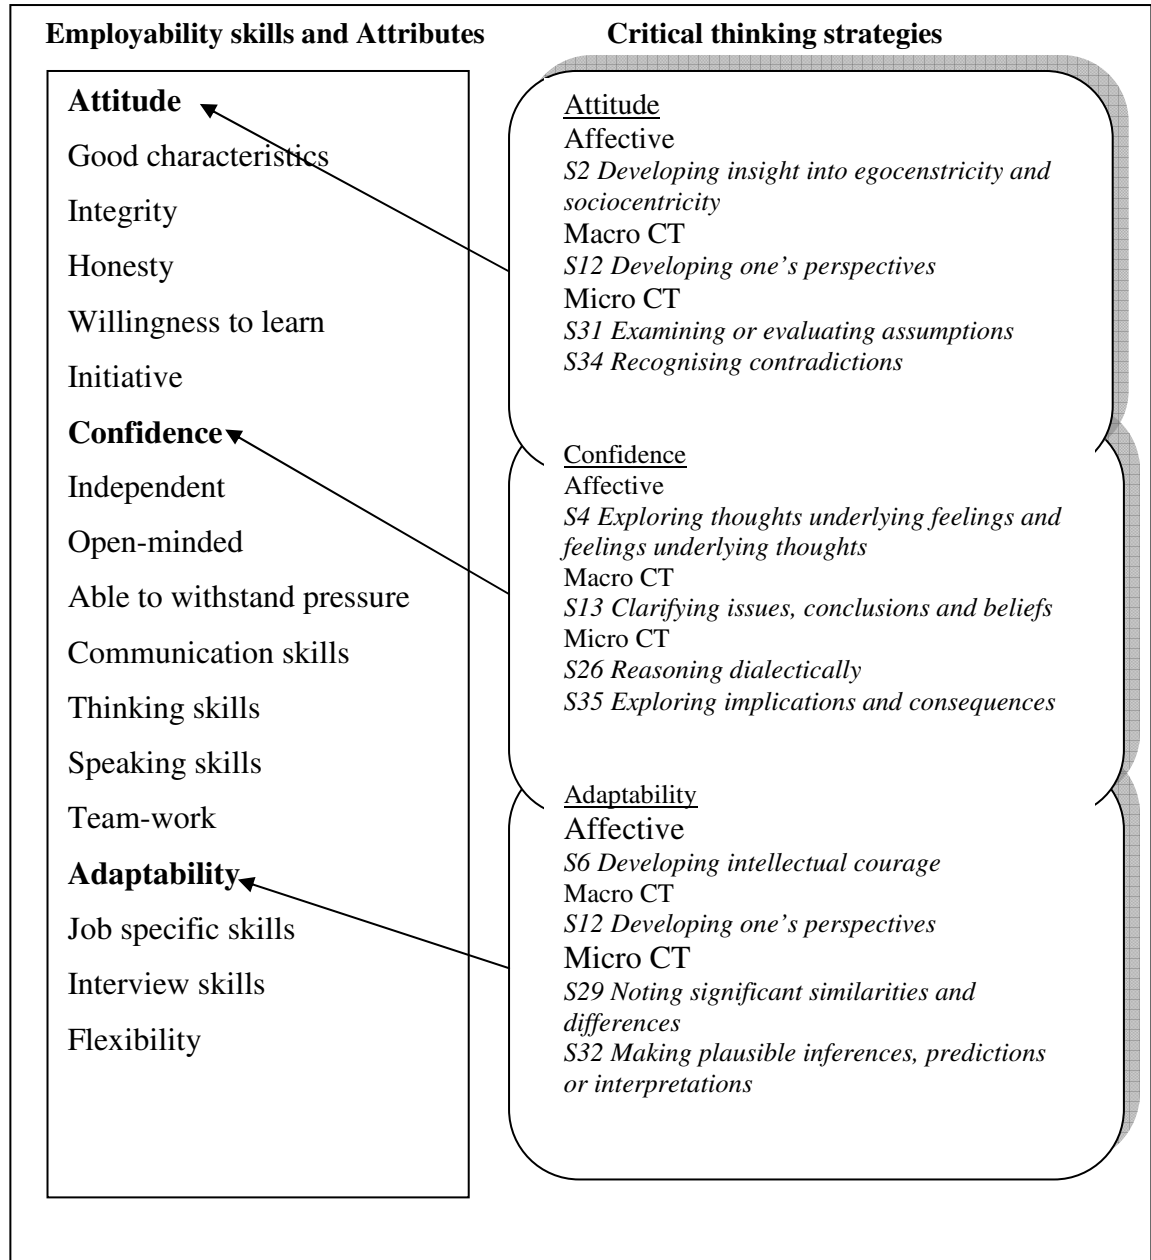 Employability skills and Attributes
Critical thinking strategies
Attitude
Good characteristics
Integrity
Honesty
Willingness to learn
Initiative
Confidence
Independent
Open-minded
Able to withstand pressure
Communication skills
Thinking skills
Speaking skills
Team-work
Adaptability
Job specific skills
Interview skills
Flexibility
Attitude
Affective
S2 Developing insight into egocenstricity and
sociocentricity
Macro CT
S12 Developing one's perspectives
Micro CT
S31 Examining or evaluating assumptions
S34 Recognising contradictions
Confidence
Affective
S4 Exploring thoughts underlying feelings and
feelings underlying thoughts
Macro CT
S13 Clarifying issues, conclusions and beliefs
Micro CT
S26 Reasoning dialectically
S35 Exploring implications and consequences
Adaptability
Affective
S6 Developing intellectual courage
Macro CT
S12 Developing one's perspectives
Micro CT
S29 Noting significant similarities and
differences
S32 Making plausible inferences, predictions
or interpretations